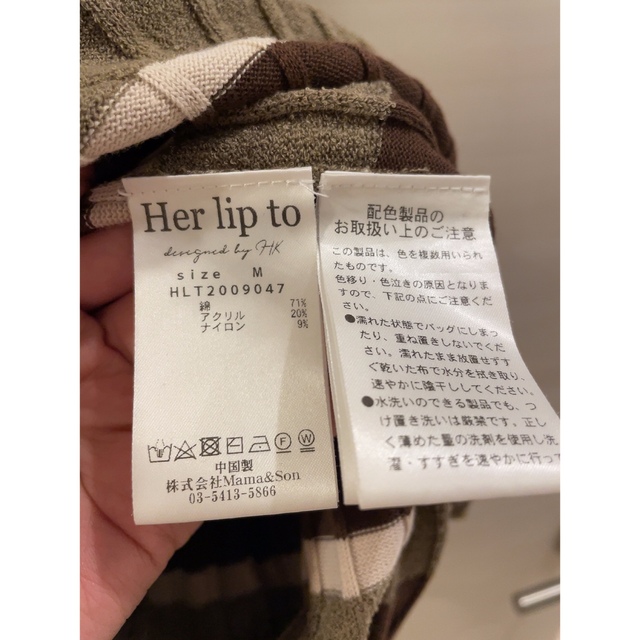 Her lip to
designed by HK
size M
HLT2009047
綿 71%
アクリル 20%
ナイロン 9%
F W
中国製
株式会社Mama&Son
03-5413-5866
配色製品の
お取扱い上のご注意
この製品は、色を複数用いられ
たものです。
色移り・色泣きの原因となりま
すので、下記の点にご注意くだ
さい。
●濡れた状態でバッグにしまっ
たり、重ね置きしないでくだ
さい。濡れたまま放置せずす
ぐ乾いた布で水分を拭き取り、
速やかに陰干ししてください。
●水洗いのできる製品でも、つ
け置き洗いは厳禁です。正し
く薄めた量の洗剤を使用し洗
濯・すすぎを速やかに行って